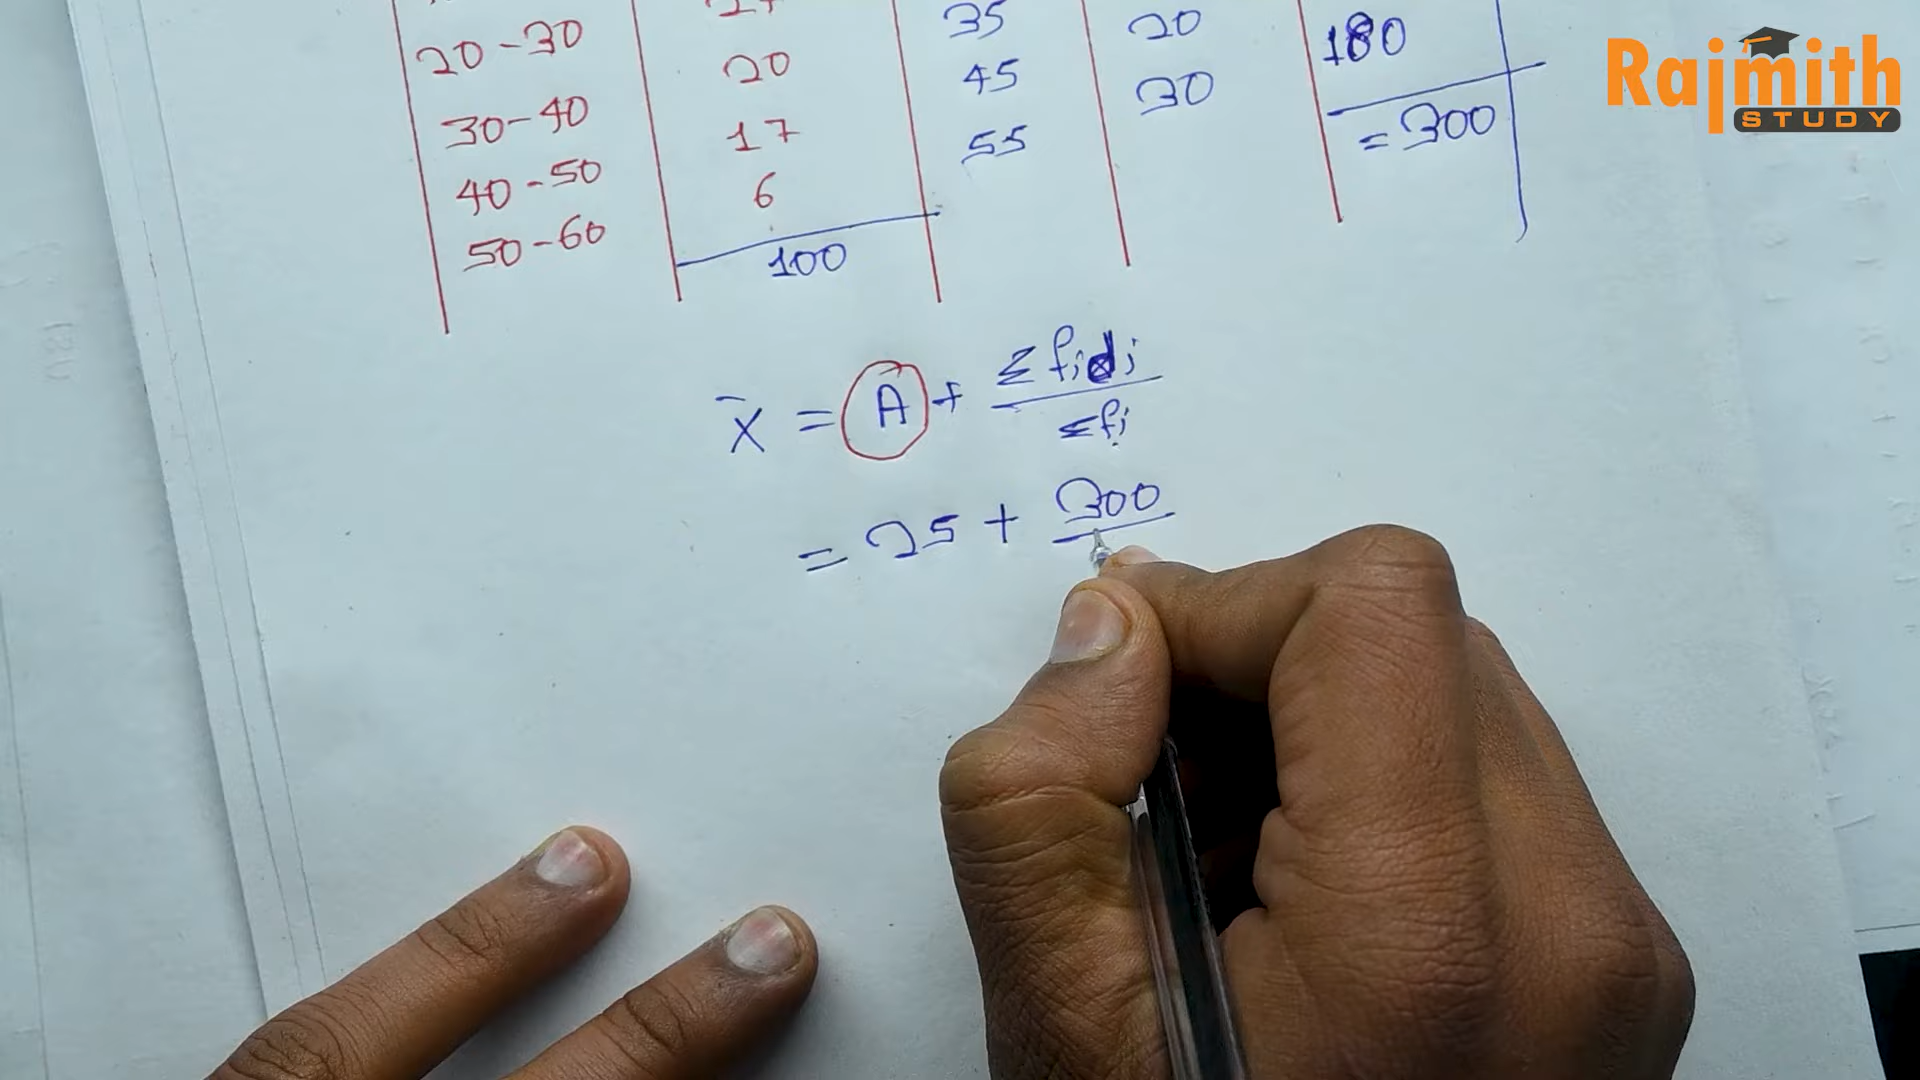 35 20
20-30 20 45 30 180
30-40 17 55 = 300
40-50 6
50-60 100
x̄ = A + Σfidi / Σfi
= 25 + 300
Rajmith
STUDY